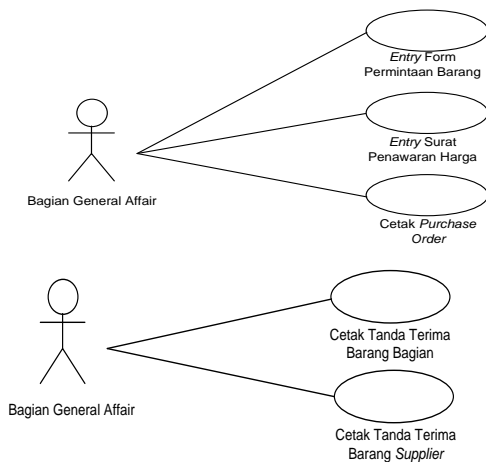 Entry Form
Permintaan Barang
Entry Surat
Penawaran Harga
Bagian General Affair
Cetak Purchase
Order
Cetak Tanda Terima
Barang Bagian
Bagian General Affair
Cetak Tanda Terima
Barang Supplier